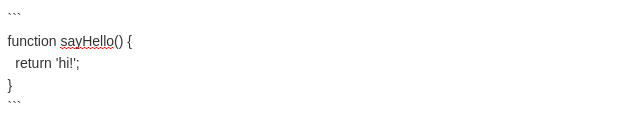 ```
function sayHello() {
  return 'hi!';
}
```